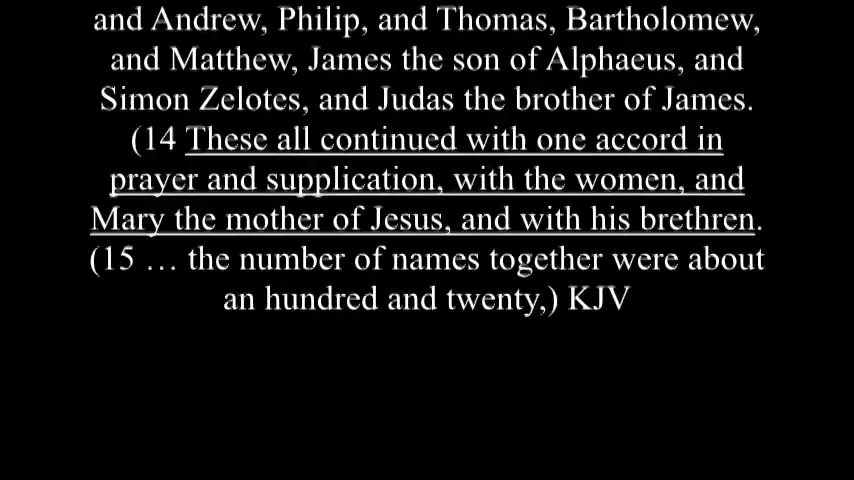 and Andrew, Philip, and Thomas, Bartholomew,
and Matthew, James the son of Alphaeus, and
Simon Zelotes, and Judas the brother of James.
(14 These all continued with one accord in
prayer and supplication, with the women, and
Mary the mother of Jesus, and with his brethren.
(15 … the number of names together were about
an hundred and twenty,) KJV